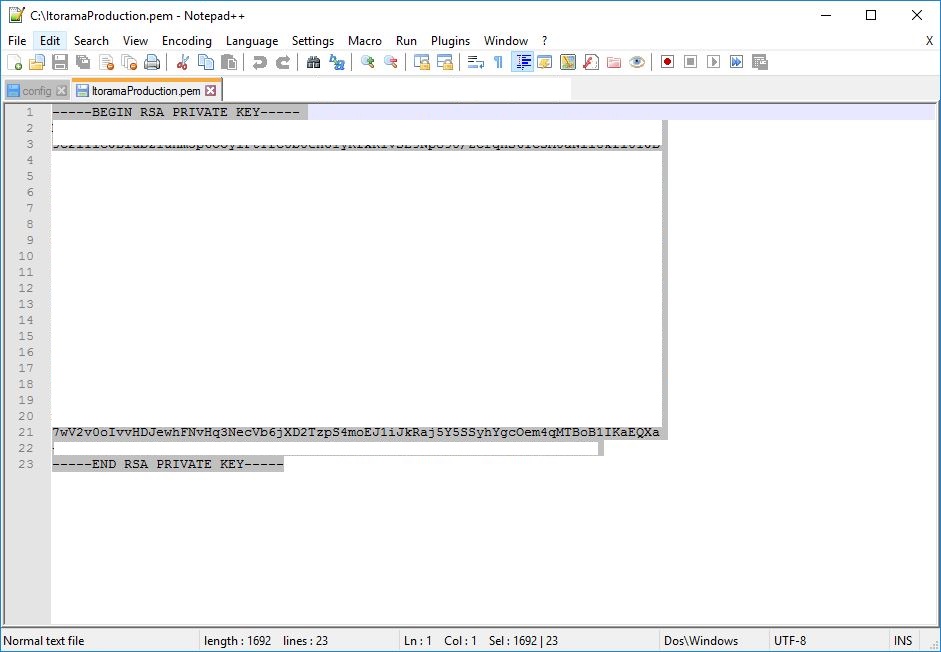 C:\ItoramaProduction.pem - Notepad++
File Edit Search View Encoding Language Settings Macro Run Plugins Window ? X
config ItoramaProduction.pem
1 -----BEGIN RSA PRIVATE KEY-----
2
3
4
5
6
7
8
9
10
11
12
13
14
15
16
17
18
19
20
21 7wV2v0oIvvHDJewhFNvHq3NecVb6jXD2TzpS4moEJ1iJkRaj5Y5SSyhYgcOem4qMTBoB1IKaEQXa
22
23 -----END RSA PRIVATE KEY-----
Normal text file length : 1692 lines : 23 Ln : 1 Col : 1 Sel : 1692 | 23 Dos\Windows UTF-8 INS